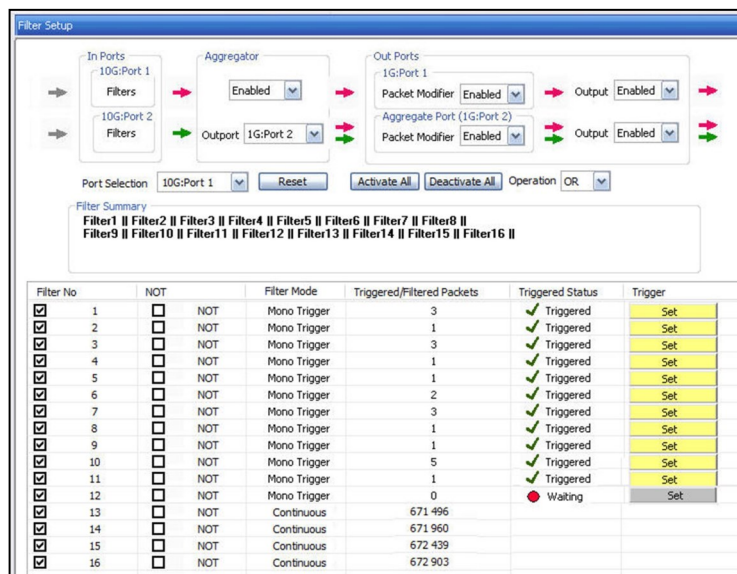 Filter Setup
In Ports
Aggregator
Out Ports
10G:Port 1
1G:Port 1
Filters
Enabled
Packet Modifier Enabled
Output Enabled
10G:Port 2
Aggregate Port (1G:Port 2)
Filters
Outport 1G:Port 2
Packet Modifier Enabled
Output Enabled
Port Selection 10G:Port 1 Reset Activate All Deactivate All Operation OR
Filter Summary
Filter1 || Filter2 || Filter3 || Filter4 || Filter5 || Filter6 || Filter7 || Filter8 ||
Filter9 || Filter10 || Filter11 || Filter12 || Filter13 || Filter14 || Filter15 || Filter16 ||
Filter No NOT Filter Mode Triggered/Filtered Packets Triggered Status Trigger
1 NOT Mono Trigger 3 Triggered Set
2 NOT Mono Trigger 1 Triggered Set
3 NOT Mono Trigger 3 Triggered Set
4 NOT Mono Trigger 1 Triggered Set
5 NOT Mono Trigger 1 Triggered Set
6 NOT Mono Trigger 2 Triggered Set
7 NOT Mono Trigger 3 Triggered Set
8 NOT Mono Trigger 1 Triggered Set
9 NOT Mono Trigger 1 Triggered Set
10 NOT Mono Trigger 5 Triggered Set
11 NOT Mono Trigger 1 Triggered Set
12 NOT Mono Trigger 0 Waiting Set
13 NOT Continuous 671 496
14 NOT Continuous 671 960
15 NOT Continuous 672 439
16 NOT Continuous 672 903